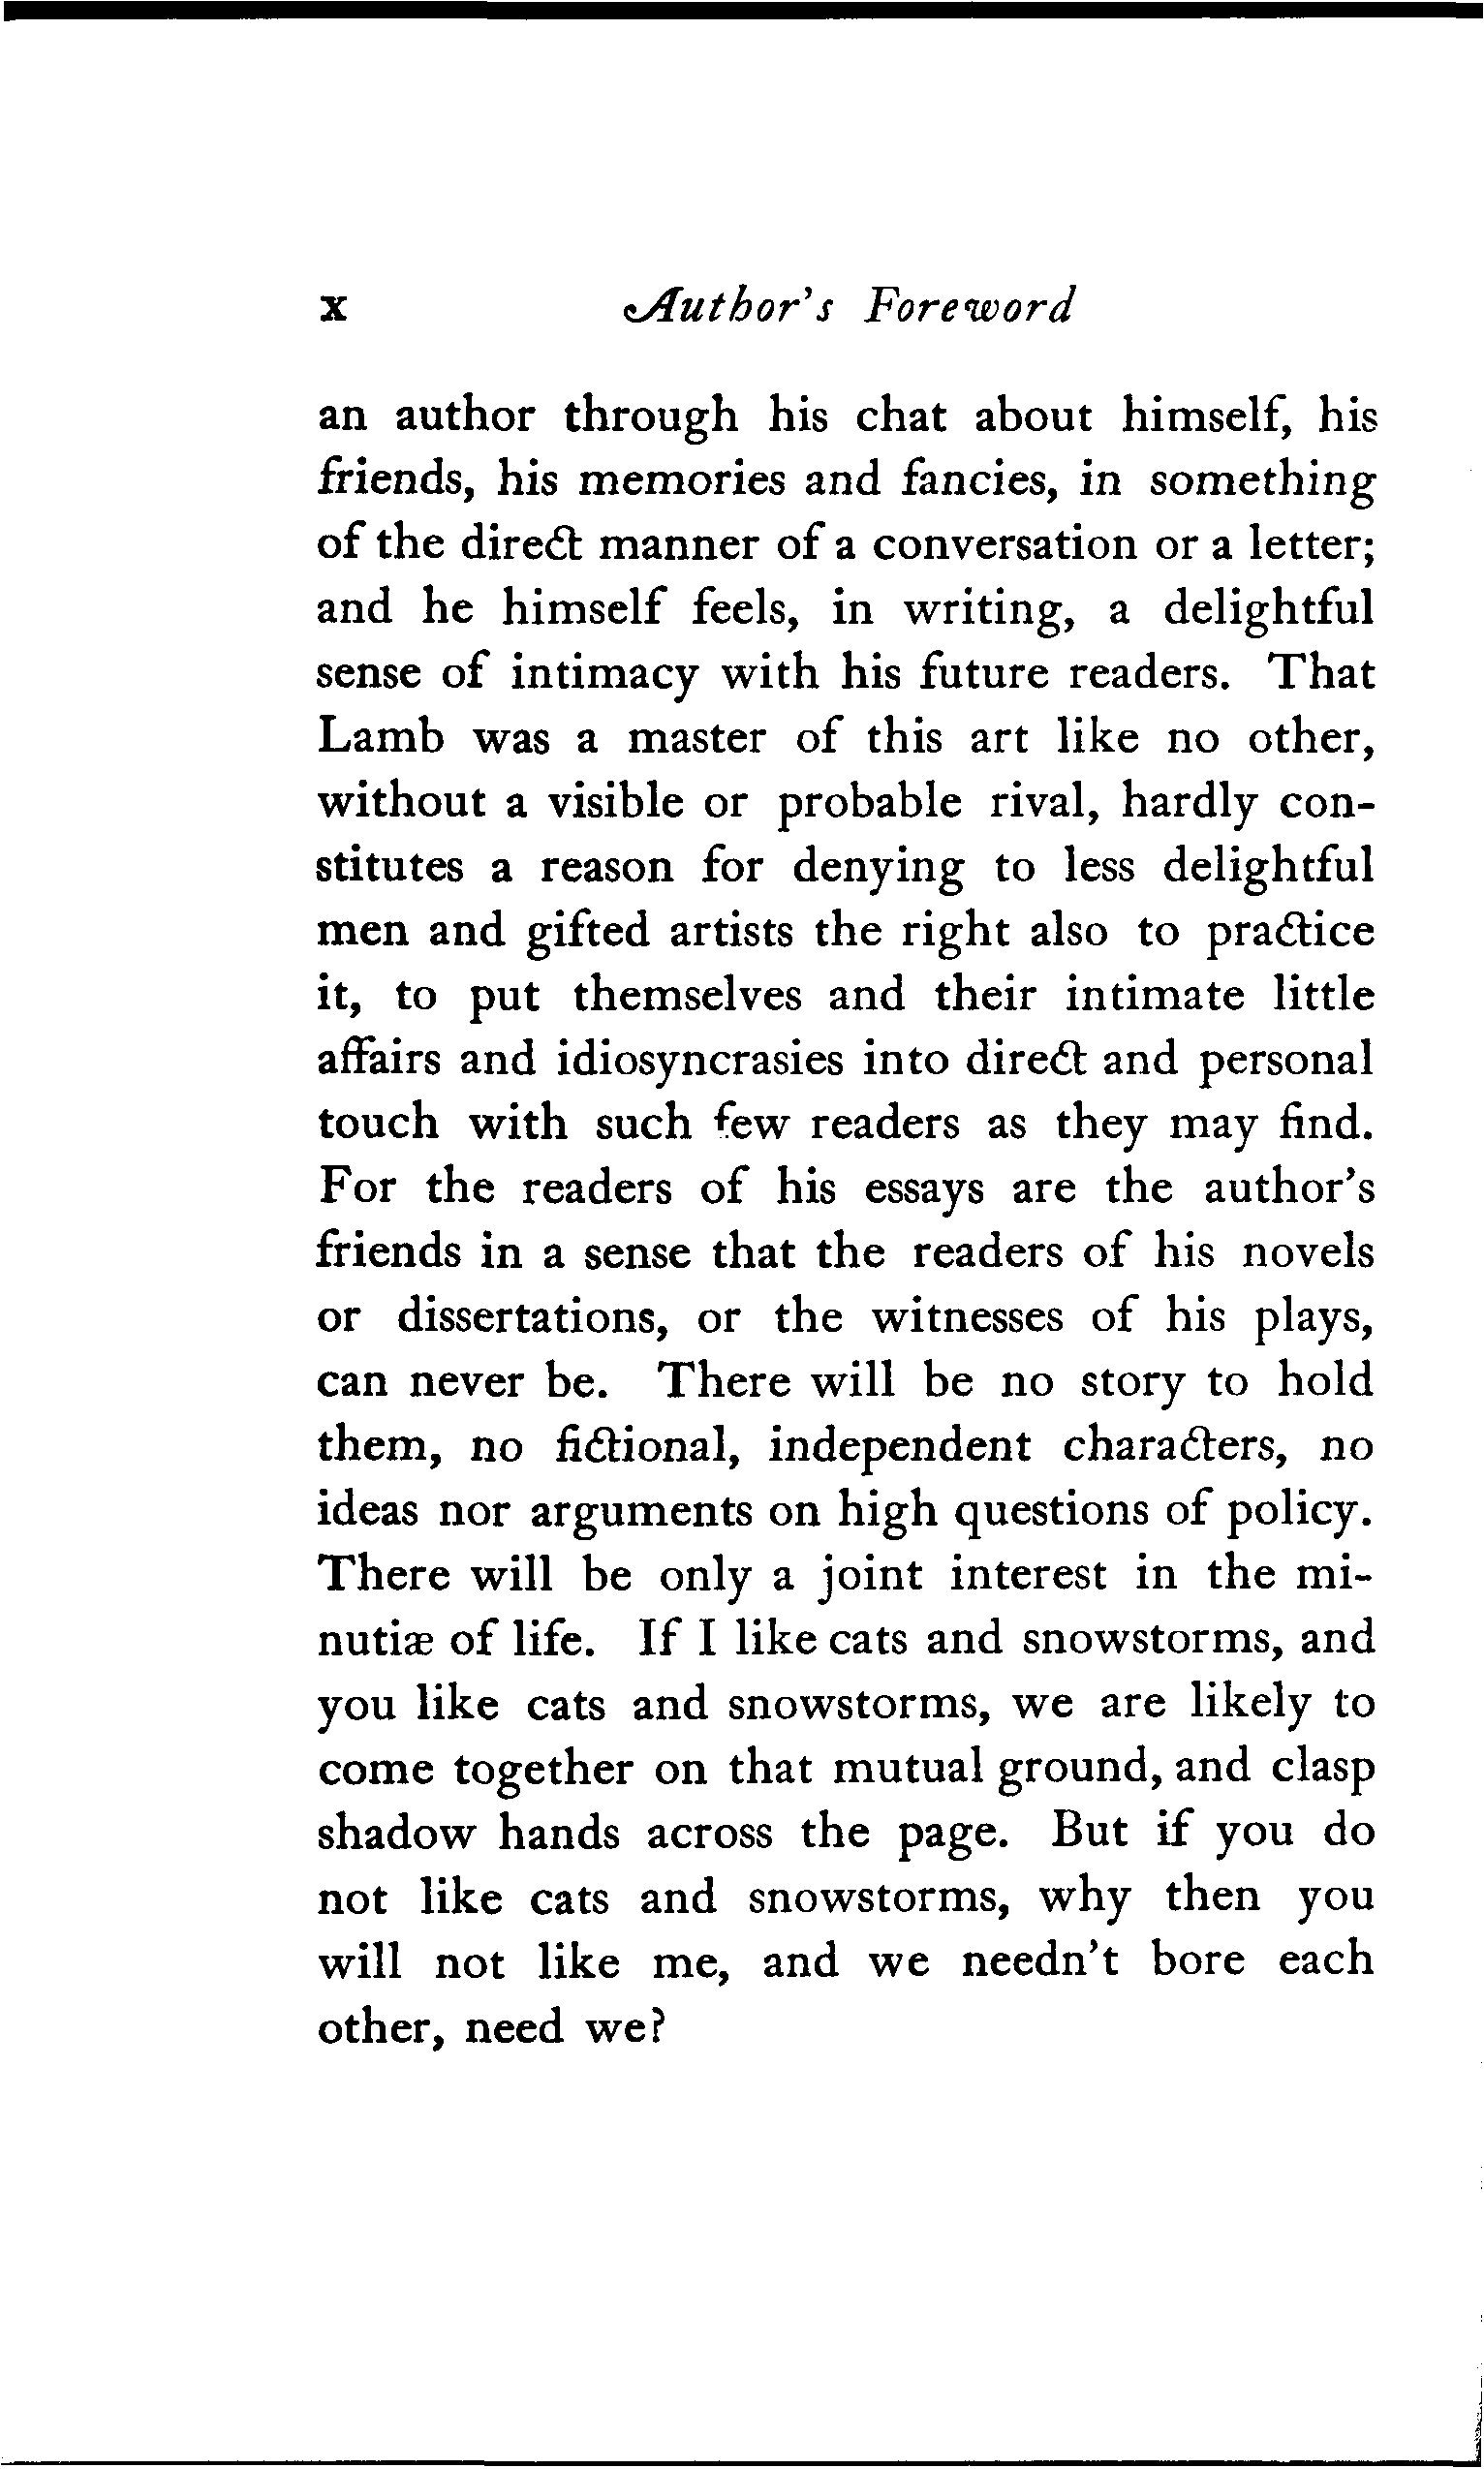 x Author's Foreword
an author through his chat about himself, his
friends, his memories and fancies, in something
of the direct manner of a conversation or a letter;
and he himself feels, in writing, a delightful
sense of intimacy with his future readers. That
Lamb was a master of this art like no other,
without a visible or probable rival, hardly con-
stitutes a reason for denying to less delightful
men and gifted artists the right also to practice
it, to put themselves and their intimate little
affairs and idiosyncrasies into direct and personal
touch with such few readers as they may find.
For the readers of his essays are the author's
friends in a sense that the readers of his novels
or dissertations, or the witnesses of his plays,
can never be. There will be no story to hold
them, no fictional, independent characters, no
ideas nor arguments on high questions of policy.
There will be only a joint interest in the mi-
nutiæ of life. If I like cats and snowstorms, and
you like cats and snowstorms, we are likely to
come together on that mutual ground, and clasp
shadow hands across the page. But if you do
not like cats and snowstorms, why then you
will not like me, and we needn't bore each
other, need we?